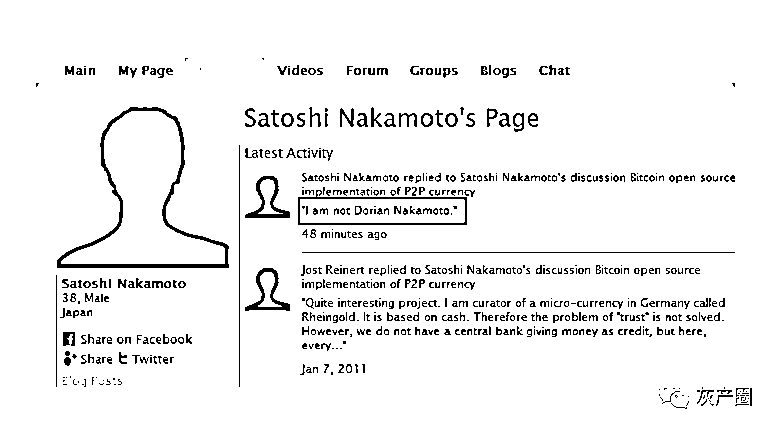 Main My Page Videos Forum Groups Blogs Chat
Satoshi Nakamoto's Page
Latest Activity
Satoshi Nakamoto replied to Satoshi Nakamoto's discussion Bitcoin open source
implementation of P2P currency
"I am not Dorian Nakamoto."
48 minutes ago
Jost Reinert replied to Satoshi Nakamoto's discussion Bitcoin open source
implementation of P2P currency
"Quite interesting project. I am curator of a micro-currency in Germany called
Rheingold. It is based on cash. Therefore the problem of "trust" is not solved.
However, we do not have a central bank giving money as credit, but here,
every..."
Jan 7, 2011
Satoshi Nakamoto
38, Male
Japan
Share on Facebook
Share Twitter
Blog Posts
灰产圈